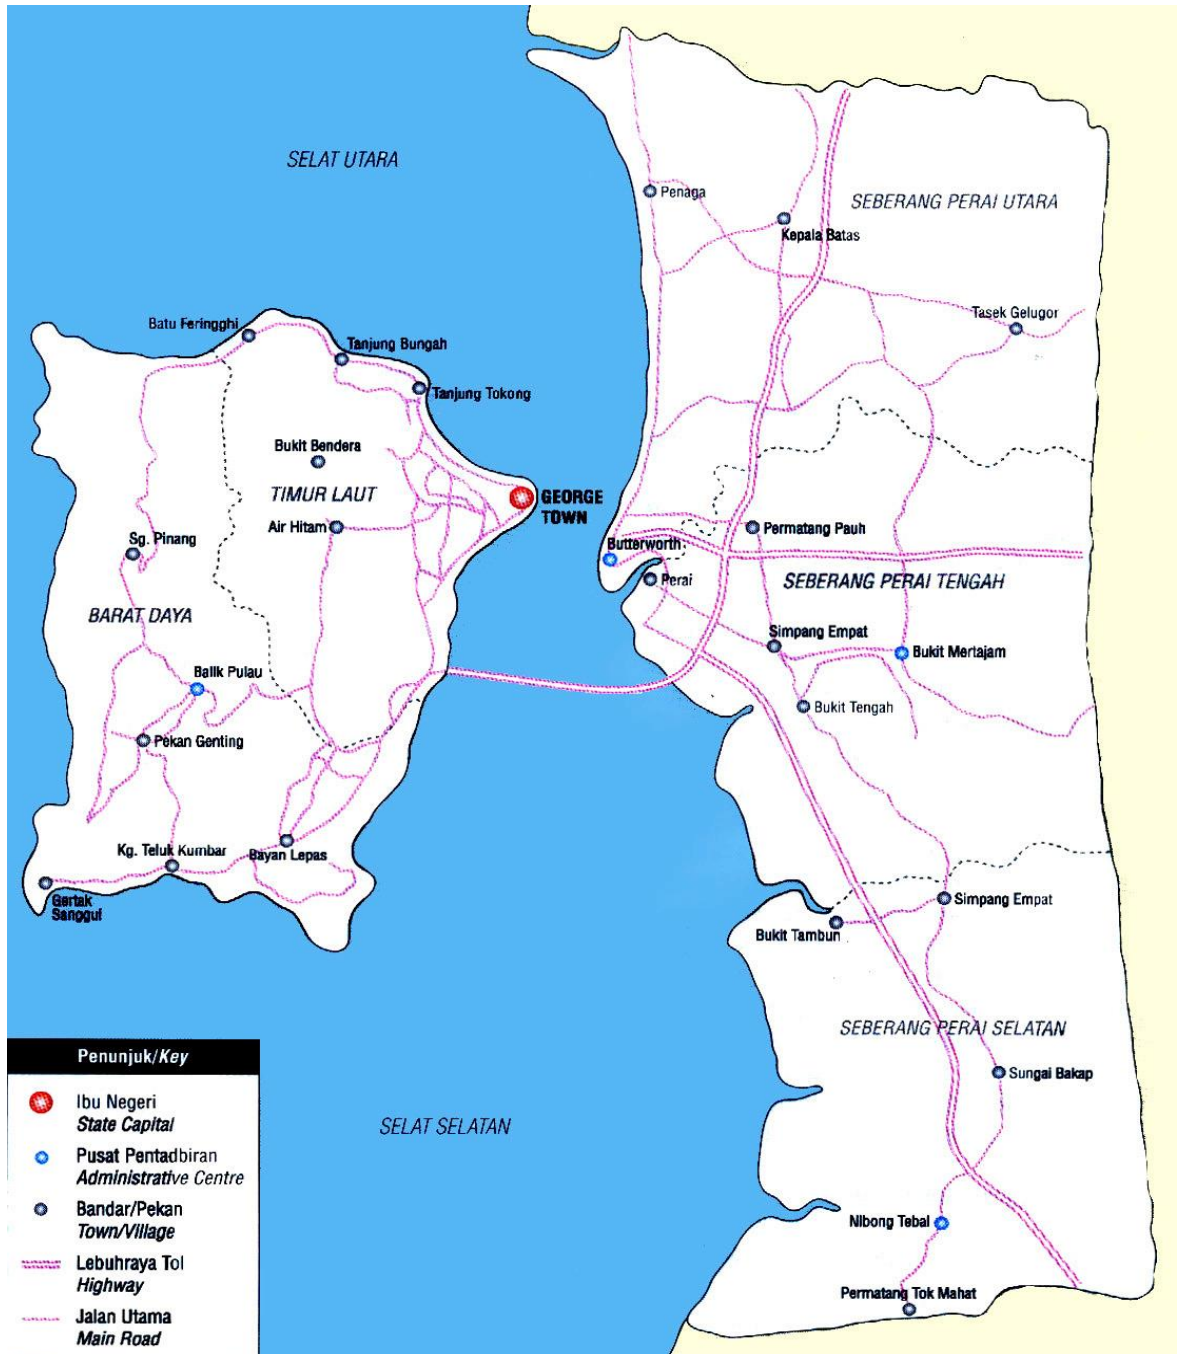 SELAT UTARA
Penaga
SEBERANG PERAI UTARA
Kepala Batas
Tasek Gelugor
Batu Feringghi
Tanjung Bungah
Tanjung Tokong
Bukit Bendera
TIMUR LAUT
GEORGE
TOWN
Air Hitam
Sg. Pinang
Permatang Pauh
Butterworth
Perai
SEBERANG PERAI TENGAH
BARAT DAYA
Simpang Empat
Bukit Mertajam
Balik Pulau
Bukit Tengah
Pekan Genting
Kg. Teluk Kumbar
Bayan Lepas
Gertak
Sanggul
Simpang Empat
Bukit Tambun
SEBERANG PERAI SELATAN
Sungai Bakap
SELAT SELATAN
Nibong Tebal
Permatang Tok Mahat
Penunjuk/Key
Ibu Negeri
State Capital
Pusat Pentadbiran
Administrative Centre
Bandar/Pekan
Town/Village
Lebuhraya Tol
Highway
Jalan Utama
Main Road